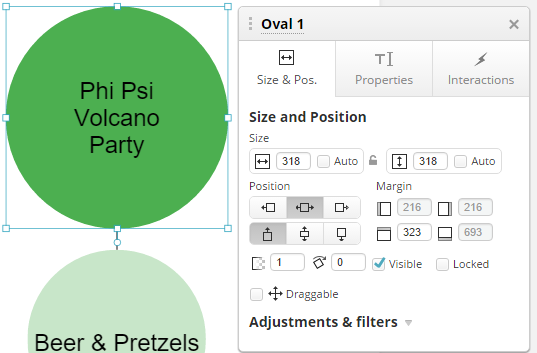 Phi Psi
Volcano
Party
Beer & Pretzels
Oval 1
Size & Pos.
Properties
Interactions
Size and Position
Size
318 Auto 318 Auto
Position Margin
216 216
323 693
1 0 Visible Locked
Draggable
Adjustments & filters